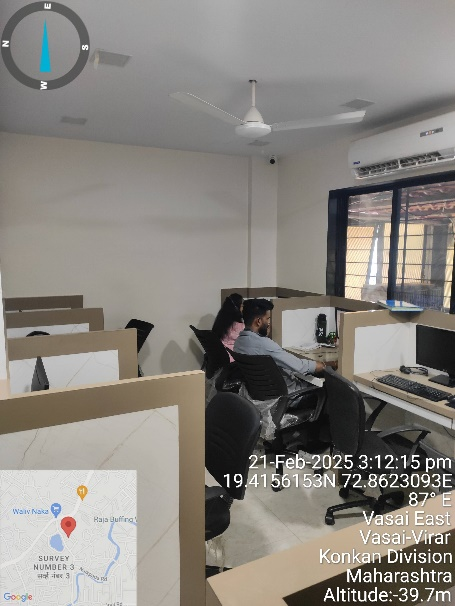 E
N
S
W
21-Feb-2025 3:12:15 pm
19.4156153N 72.8623093E
87° E
Vasai East
Vasai-Virar
Konkan Division
Maharashtra
Altitude:-39.7m
Waliv Naka
Raja Buffing
SURVEY
NUMBER 3
सर्व्हे नंबर 3
Google